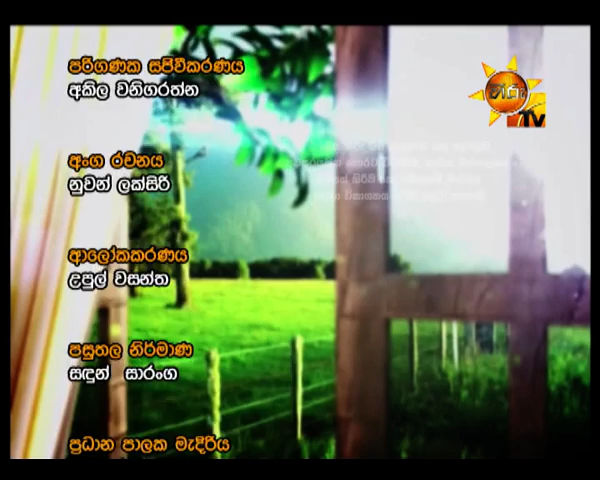 පරිගණක සජිවීකරණය
අකිල වනිගරත්න
අංග රචනය
නුවන් ලක්සිරි
ආලෝකකරණය
උපුල් වසන්ත
පසුතල නිර්මාණ
සඳුන් සාරංග
ප්‍රධාන පාලක මැදිරිය
හිරු
TV